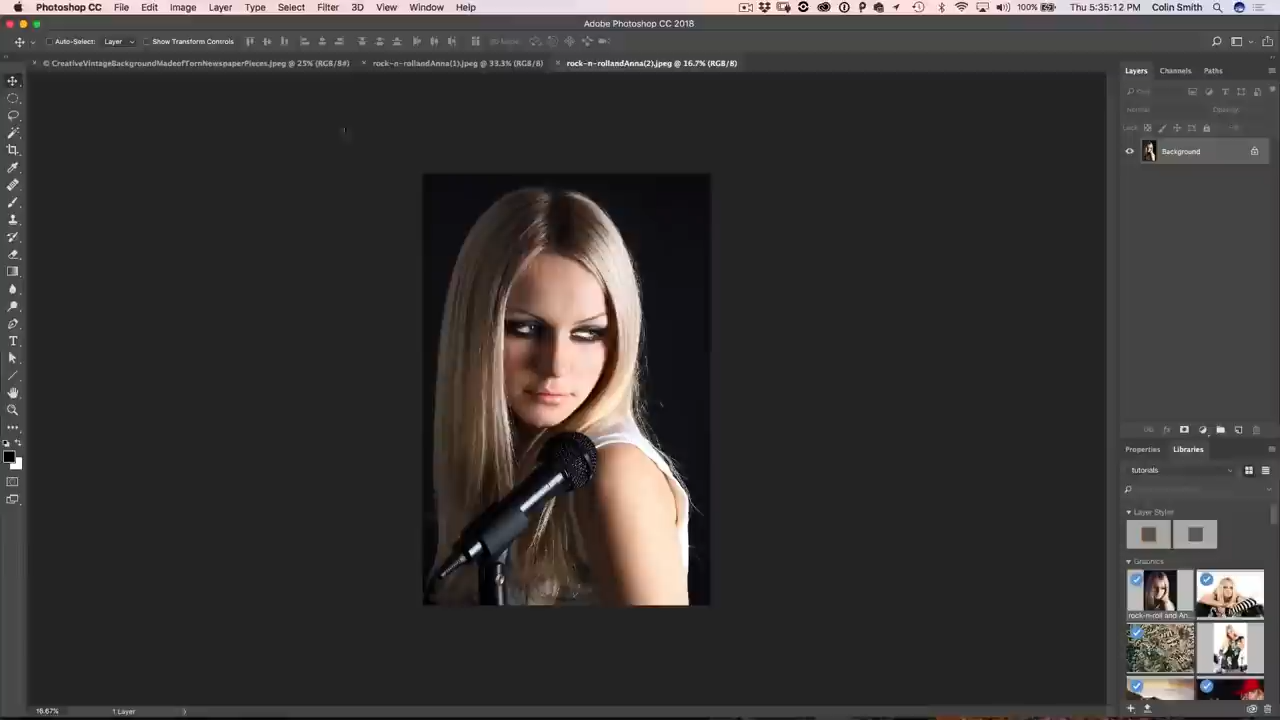 Photoshop CC File Edit Image Layer Type Select Filter 3D View Window Help 100% Thu 5:35:12 PM Colin Smith
Adobe Photoshop CC 2018
Auto-Select: Layer Show Transform Controls
× © CreativeVintageBackgroundMadeofTornNewspaperPieces.jpeg @ 25% (RGB/8#) × rock-n-rollandAnna(1).jpeg @ 33.3% (RGB/8) × rock-n-rollandAnna(2).jpeg @ 16.7% (RGB/8)
Layers Channels Paths
Normal Opacity:
Lock:
Background
Properties Libraries
tutorials
Layer Styles
Graphics
rock-n-roll and An...
16.67% 1 Layer